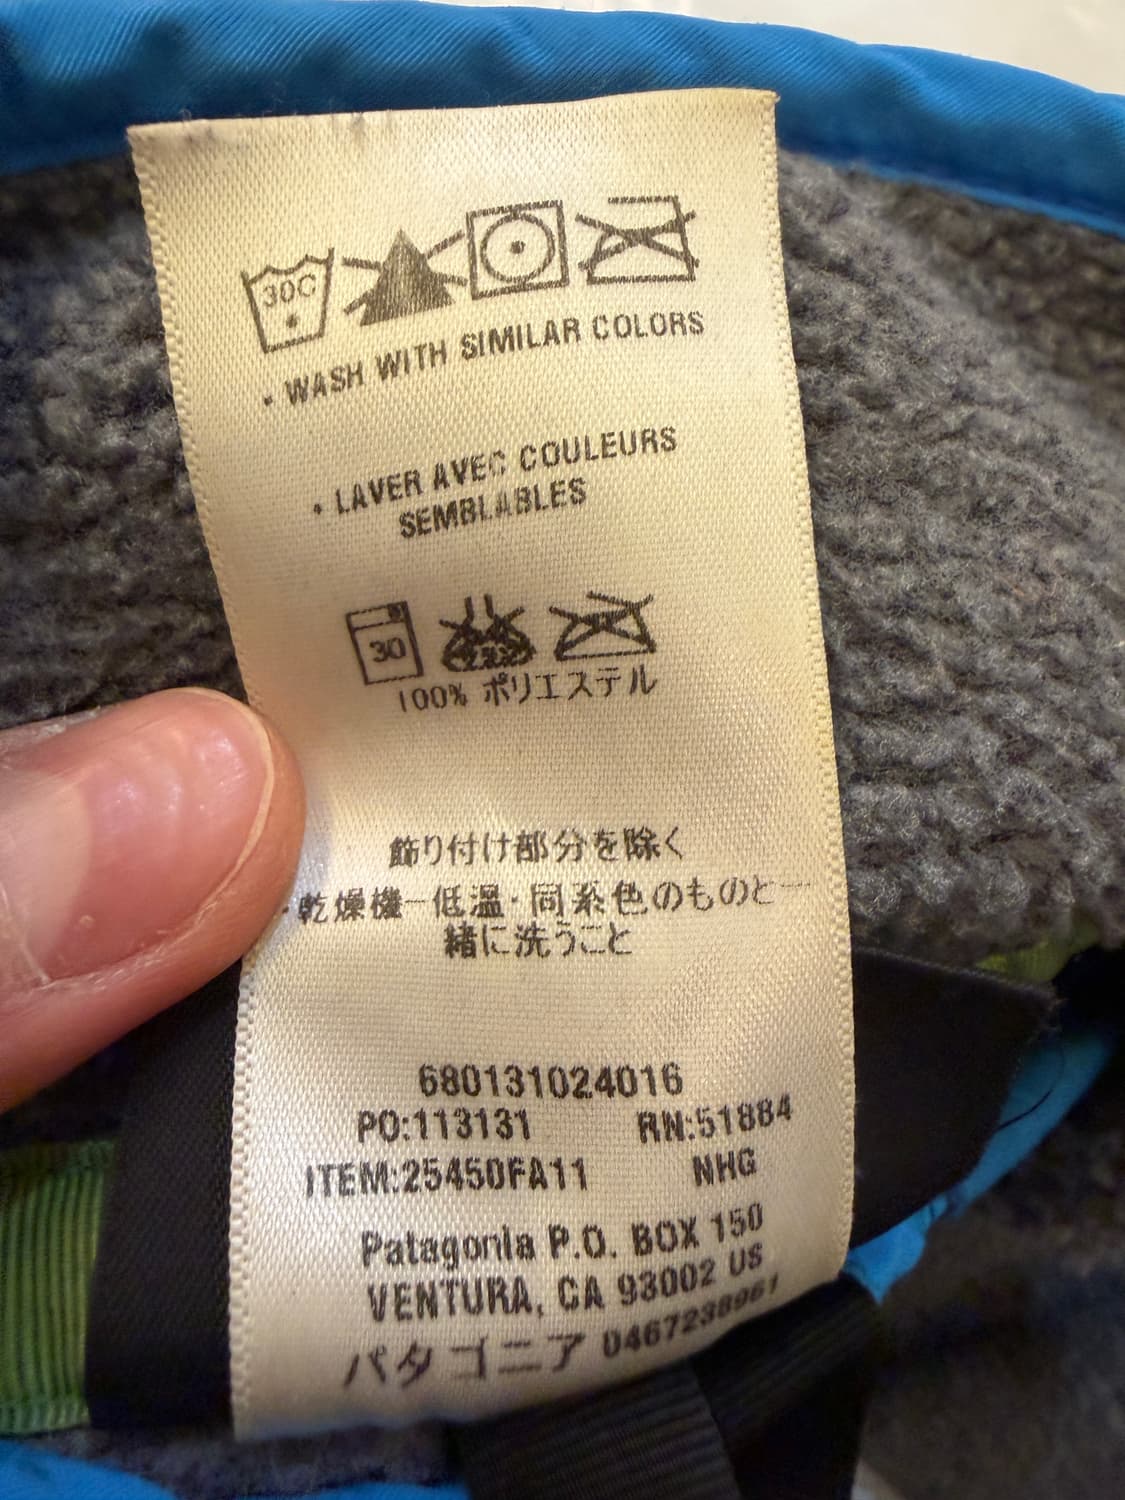 30C
• WASH WITH SIMILAR COLORS
• LAVER AVEC COULEURS
SEMBLABLES
30
100% ポリエステル
飾り付け部分を除く
・乾燥機一低温・同系色のものと一
緒に洗うこと
680131024016
PO:113131 RN:51884
ITEM:25450FA11 NHG
Patagonia P.O. BOX 150
VENTURA, CA 93002 US
パタゴニア 0467238961